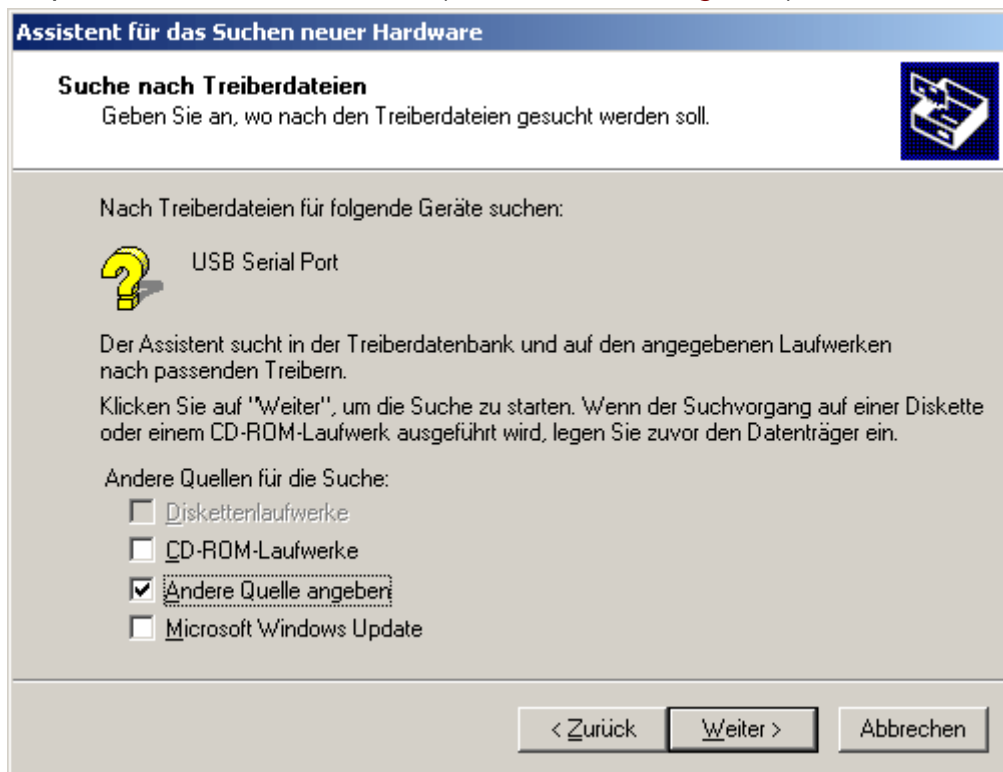 Assistent für das Suchen neuer Hardware
Suche nach Treiberdateien
Geben Sie an, wo nach den Treiberdateien gesucht werden soll.
Nach Treiberdateien für folgende Geräte suchen:
USB Serial Port
Der Assistent sucht in der Treiberdatenbank und auf den angegebenen Laufwerken
nach passenden Treibern.
Klicken Sie auf "Weiter", um die Suche zu starten. Wenn der Suchvorgang auf einer Diskette
oder einem CD-ROM-Laufwerk ausgeführt wird, legen Sie zuvor den Datenträger ein.
Andere Quellen für die Suche:
Diskettenlaufwerke
CD-ROM-Laufwerke
Andere Quelle angeben
Microsoft Windows Update
< Zurück
Weiter >
Abbrechen